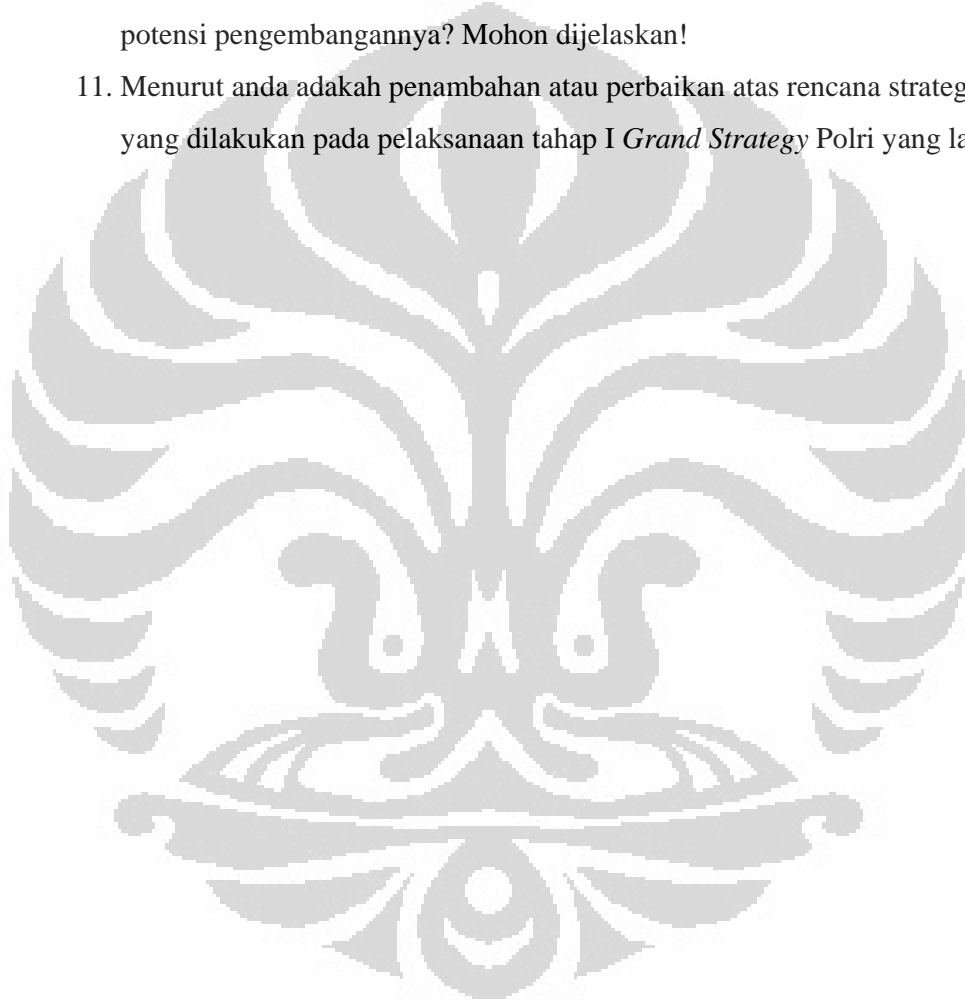 potensi pengembangannya? Mohon dijelaskan!
11. Menurut anda adakah penambahan atau perbaikan atas rencana strateg
yang dilakukan pada pelaksanaan tahap I Grand Strategy Polri yang la